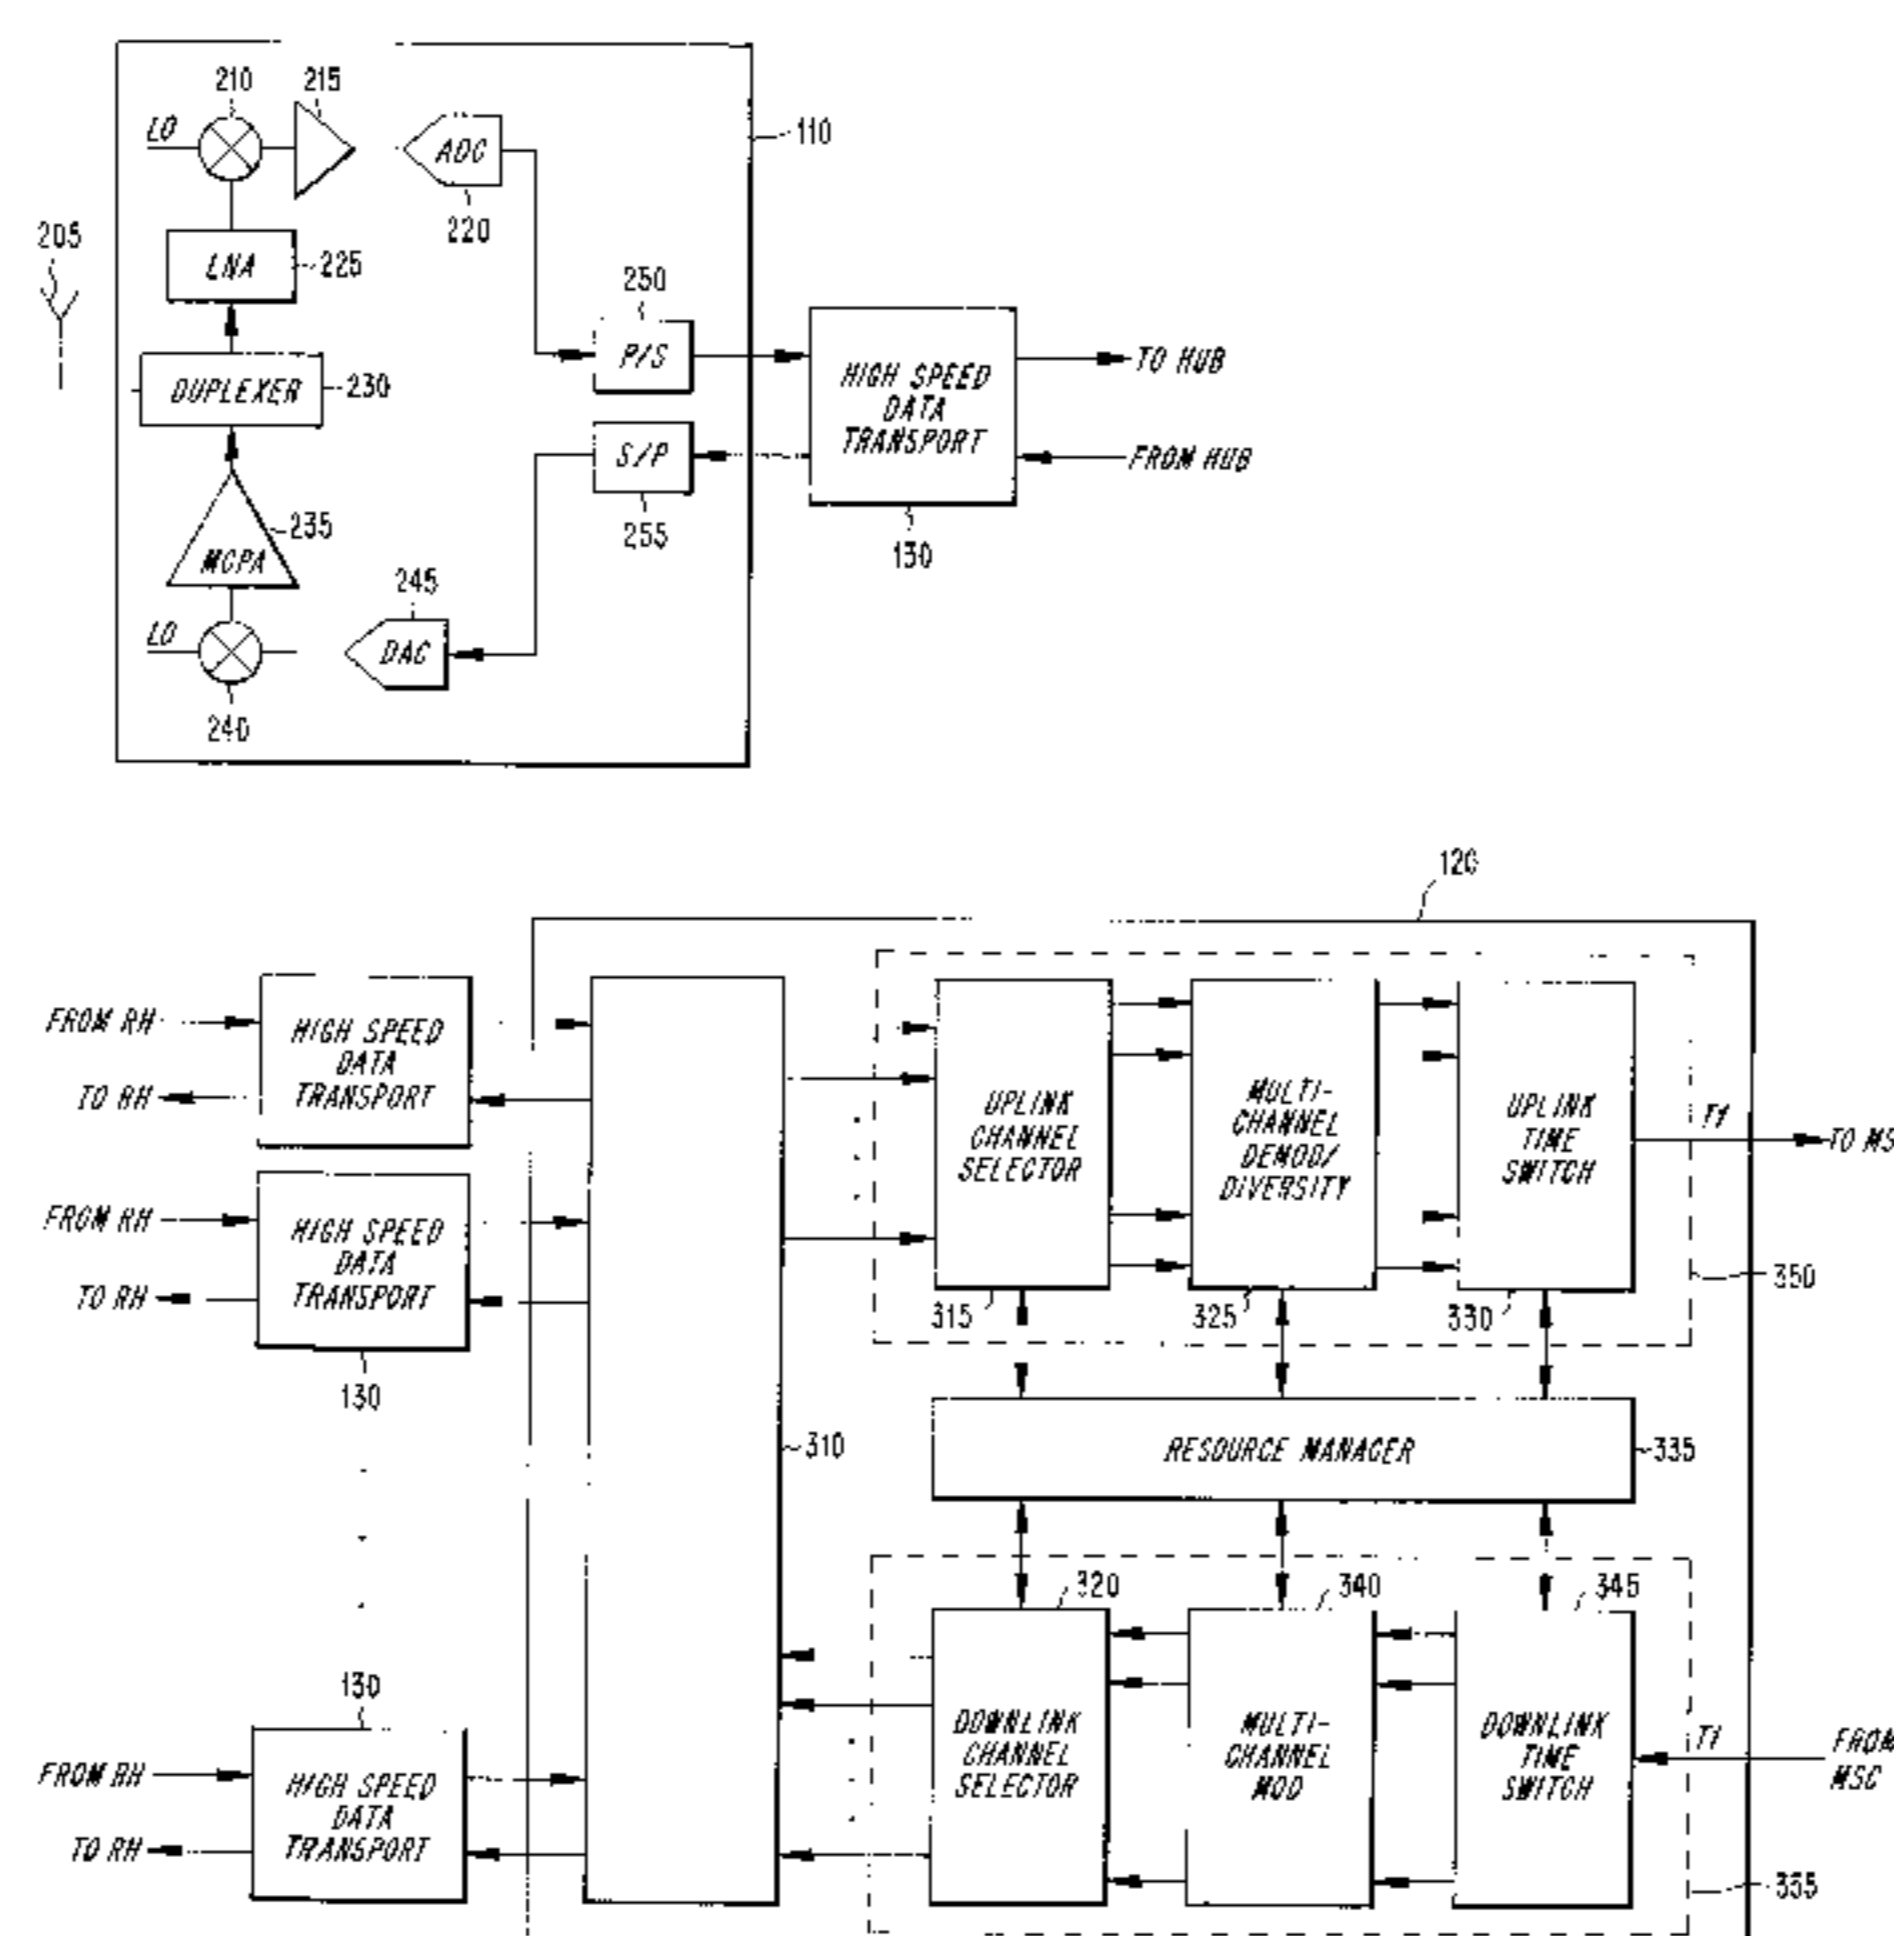 210 215
LO
ADC
110
220
205
LNA
225
250
P/S
DUPLEXER
230
HIGH SPEED
DATA
TRANSPORT
TO HUB
FROM HUB
S/P
255
130
235
MCPA
245
LO
DAC
240
120
FROM RH
HIGH SPEED
DATA
TRANSPORT
TO RH
FROM RH
HIGH SPEED
DATA
TRANSPORT
TO RH
130
310
UPLINK
CHANNEL
SELECTOR
MULTI-
CHANNEL
DEMOD/
DIVERSITY
UPLINK
TIME
SWITCH
T1
TO MS
350
315
325
330
RESOURCE MANAGER
335
320
340
345
130
FROM RH
HIGH SPEED
DATA
TRANSPORT
TO RH
DOWNLINK
CHANNEL
SELECTOR
MULTI-
CHANNEL
MOD
DOWNLINK
TIME
SWITCH
T1
FROM
MSC